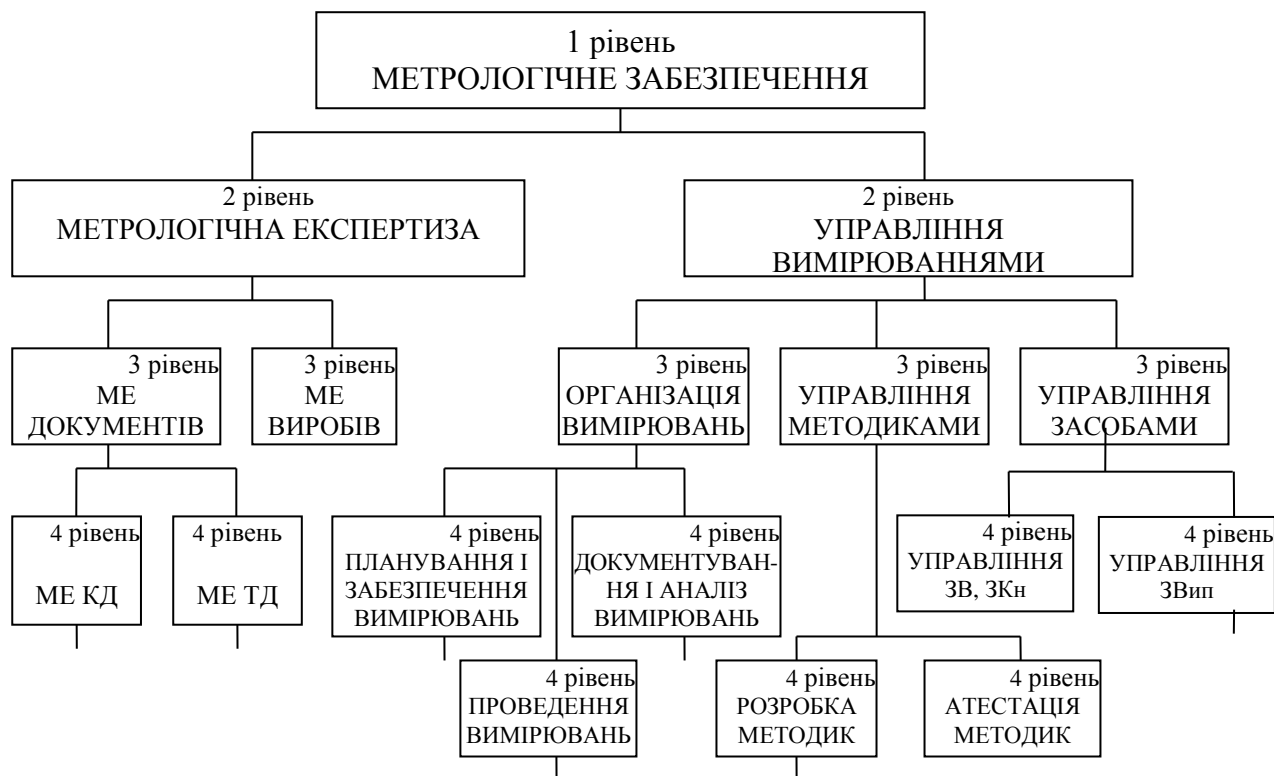 1 рівень
МЕТРОЛОГІЧНЕ ЗАБЕЗПЕЧЕННЯ
2 рівень
МЕТРОЛОГІЧНА ЕКСПЕРТИЗА
2 рівень
УПРАВЛІННЯ
ВИМІРЮВАННЯМИ
3 рівень
МЕ
ДОКУМЕНТІВ
3 рівень
МЕ
ВИРОБІВ
3 рівень
ОРГАНІЗАЦІЯ
ВИМІРЮВАНЬ
3 рівень
УПРАВЛІННЯ
МЕТОДИКАМИ
3 рівень
УПРАВЛІННЯ
ЗАСОБАМИ
4 рівень
МЕ КД
4 рівень
МЕ ТД
4 рівень
ПЛАНУВАННЯ І
ЗАБЕЗПЕЧЕННЯ
ВИМІРЮВАНЬ
4 рівень
ДОКУМЕНТУВАН-
НЯ І АНАЛІЗ
ВИМІРЮВАНЬ
4 рівень
УПРАВЛІННЯ
ЗВ, ЗКн
4 рівень
УПРАВЛІННЯ
ЗВип
4 рівень
ПРОВЕДЕННЯ
ВИМІРЮВАНЬ
4 рівень
РОЗРОБКА
МЕТОДИК
4 рівень
АТЕСТАЦІЯ
МЕТОДИК